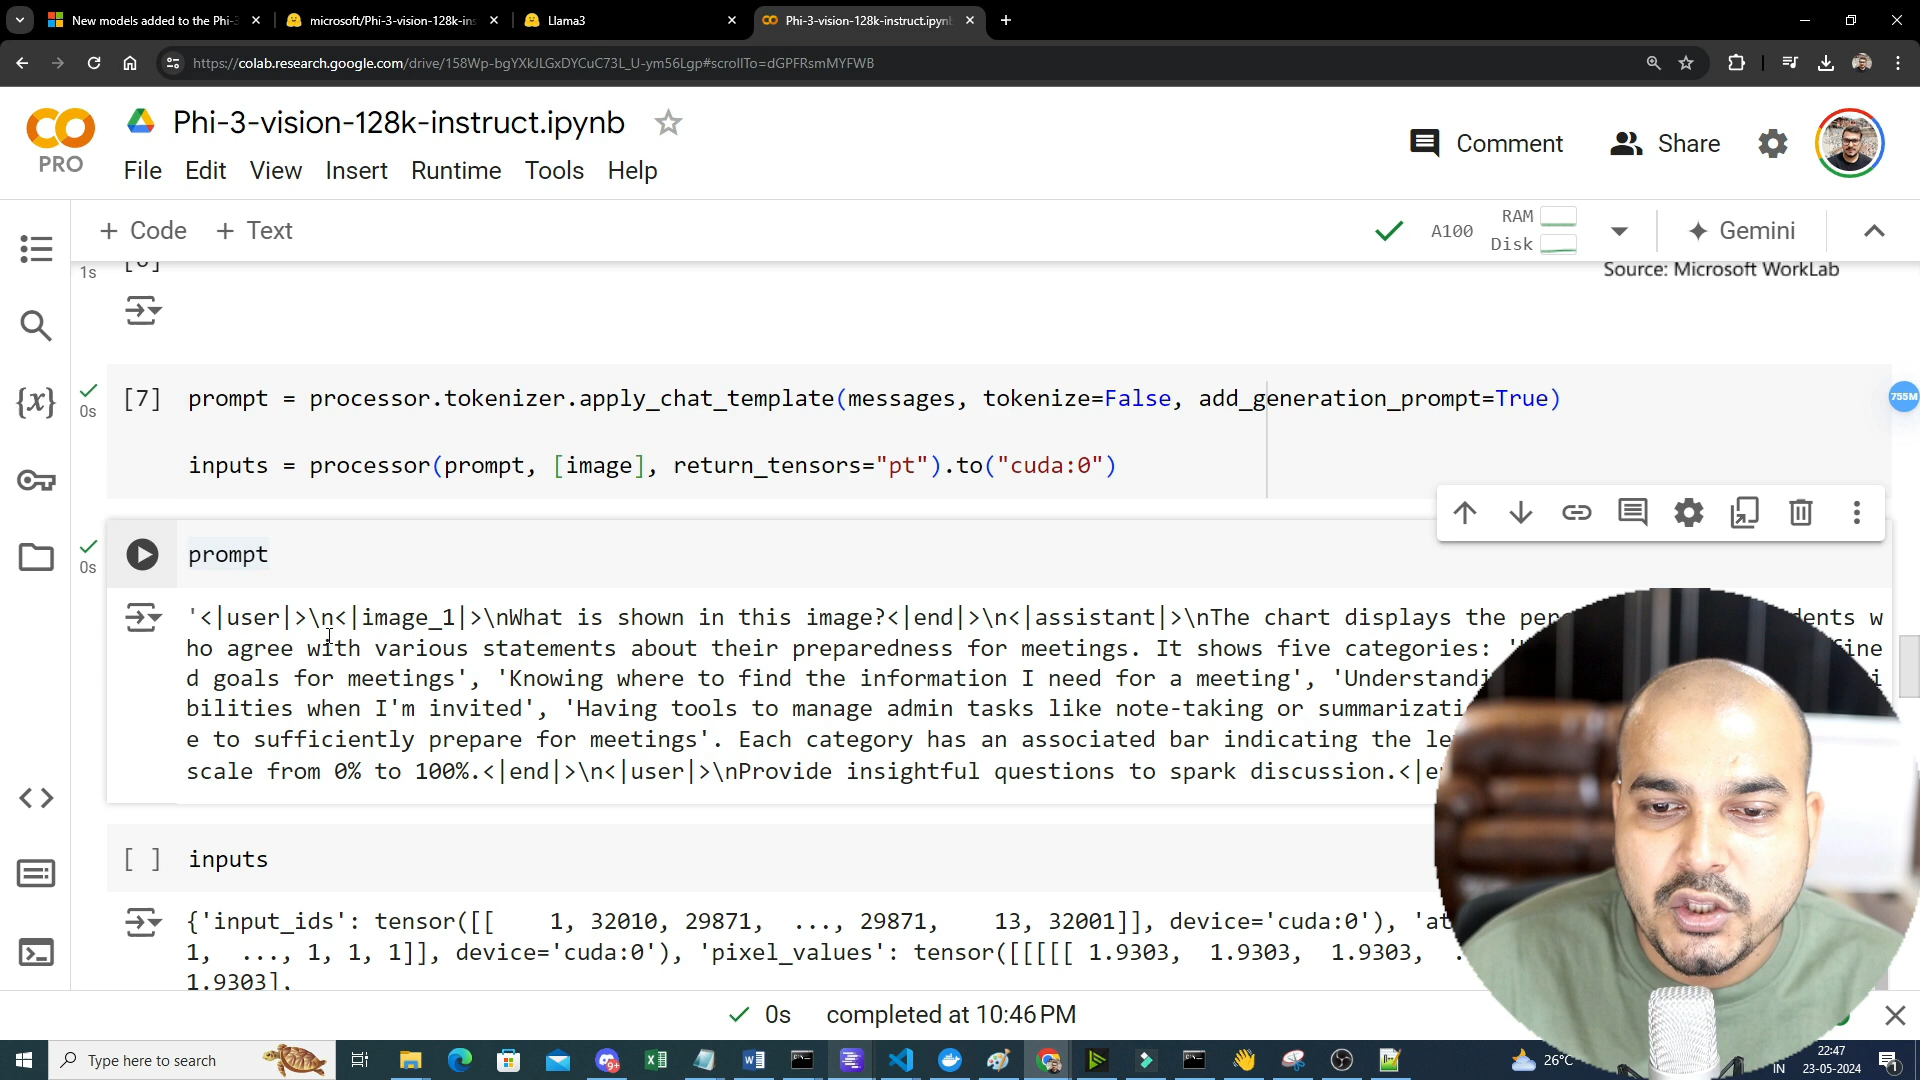 New models added to the Phi-3
microsoft/Phi-3-vision-128k-ins
Llama3
Phi-3-vision-128k-instruct.ipynb
https://colab.research.google.com/drive/158Wp-bgYXkJLGxDYCuC73L_U-ym56Lgp#scrollTo=dGPFRsmMYFWB
PRO
Phi-3-vision-128k-instruct.ipynb
File Edit View Insert Runtime Tools Help
Comment
Share
+ Code + Text
A100
RAM
Disk
Gemini
1s
[6]
Source: Microsoft WorkLab
0s
[7]
prompt = processor.tokenizer.apply_chat_template(messages, tokenize=False, add_generation_prompt=True)
inputs = processor(prompt, [image], return_tensors="pt").to("cuda:0")
755M
0s
prompt
'<|user|>\n<|image_1|>\nWhat is shown in this image?<|end|>\n<|assistant|>\nThe chart displays the per dents w
ho agree with various statements about their preparedness for meetings. It shows five categories: ' fine
d goals for meetings', 'Knowing where to find the information I need for a meeting', 'Understandi i
bilities when I'm invited', 'Having tools to manage admin tasks like note-taking or summarizati
e to sufficiently prepare for meetings'. Each category has an associated bar indicating the le
scale from 0% to 100%.<|end|>\n<|user|>\nProvide insightful questions to spark discussion.<|e
[ ]
inputs
{'input_ids': tensor([[ 1, 32010, 29871, ..., 29871, 13, 32001]], device='cuda:0'), 'at
1, ..., 1, 1, 1]], device='cuda:0'), 'pixel_values': tensor([[[[[ 1.9303, 1.9303, 1.9303, .
1.9303],
0s completed at 10:46 PM
Type here to search
26°C
IN
22:47
23-05-2024
1